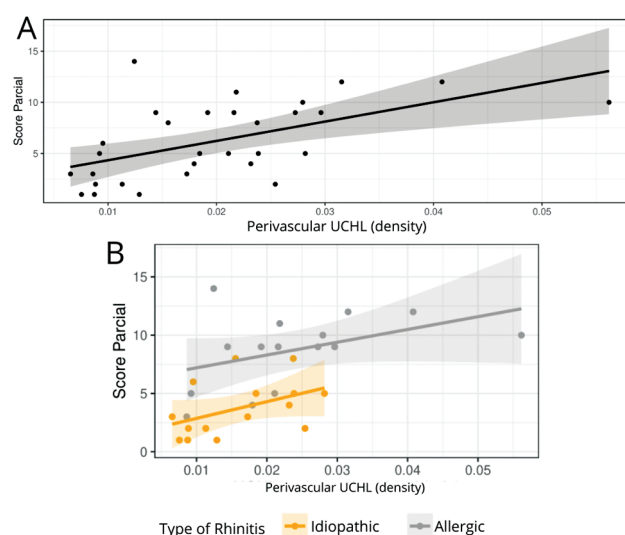 A
15
10
5
Score Parcial
0.01 0.02 0.03 0.04 0.05
Perivascular UCHL (density)
B
15
10
5
0
Score Parcial
0.01 0.02 0.03 0.04 0.05
Perivascular UCHL (density)
Type of Rhinitis Idiopathic Allergic